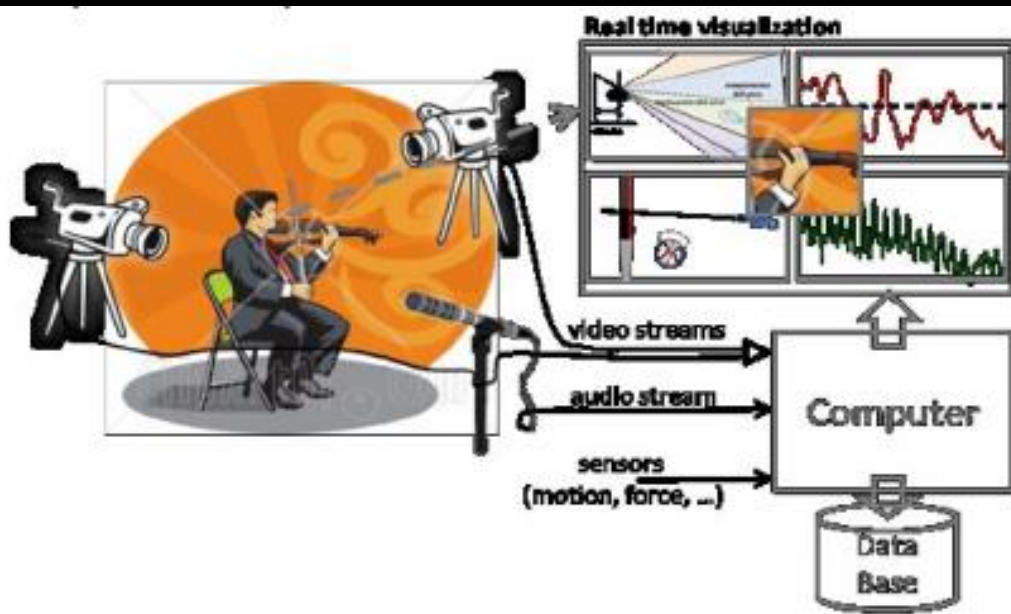 Real time visualization
video streams
audio stream
sensors
(motion, force, ...)
Computer
Data
Base